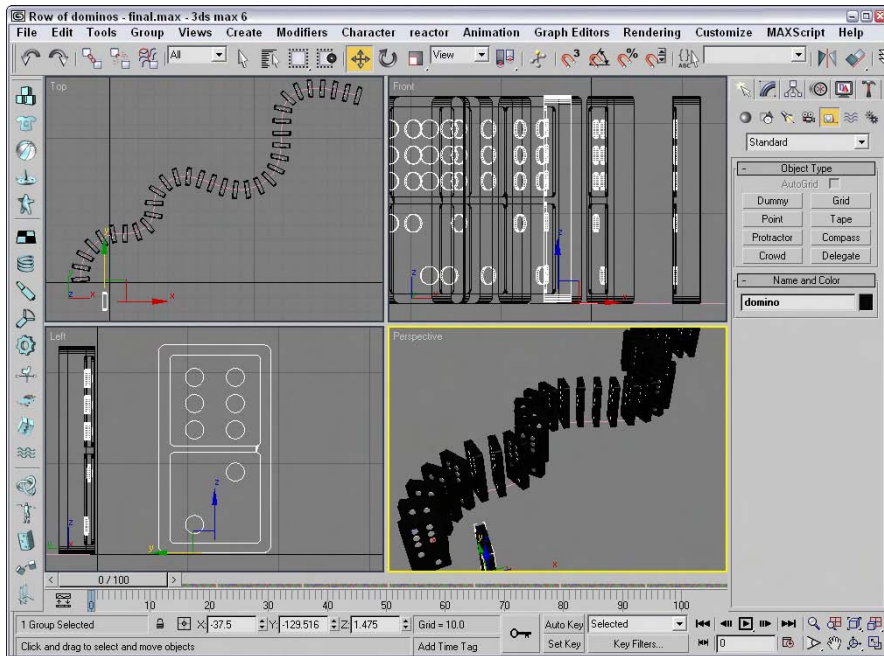 Row of dominos - final.max - 3ds max 6
File Edit Tools Group Views Create Modifiers Character reactor Animation Graph Editors Rendering Customize MAXScript Help
All
View
3
%
ABC
Top
Front
Standard
- Object Type
AutoGrid
Dummy Grid
Point Tape
Protractor Compass
Crowd Delegate
- Name and Color
domino
z x
x
z
x
z
x
Left
Perspective
z
y x
z
y
y
x
< 0 / 100 >
0 10 20 30 40 50 60 70 80 90 100
1 Group Selected X: -37.5 Y: -129.516 Z: 1.475 Grid = 10.0 Auto Key Selected
Click and drag to select and move objects Add Time Tag Set Key Key Filters... 0